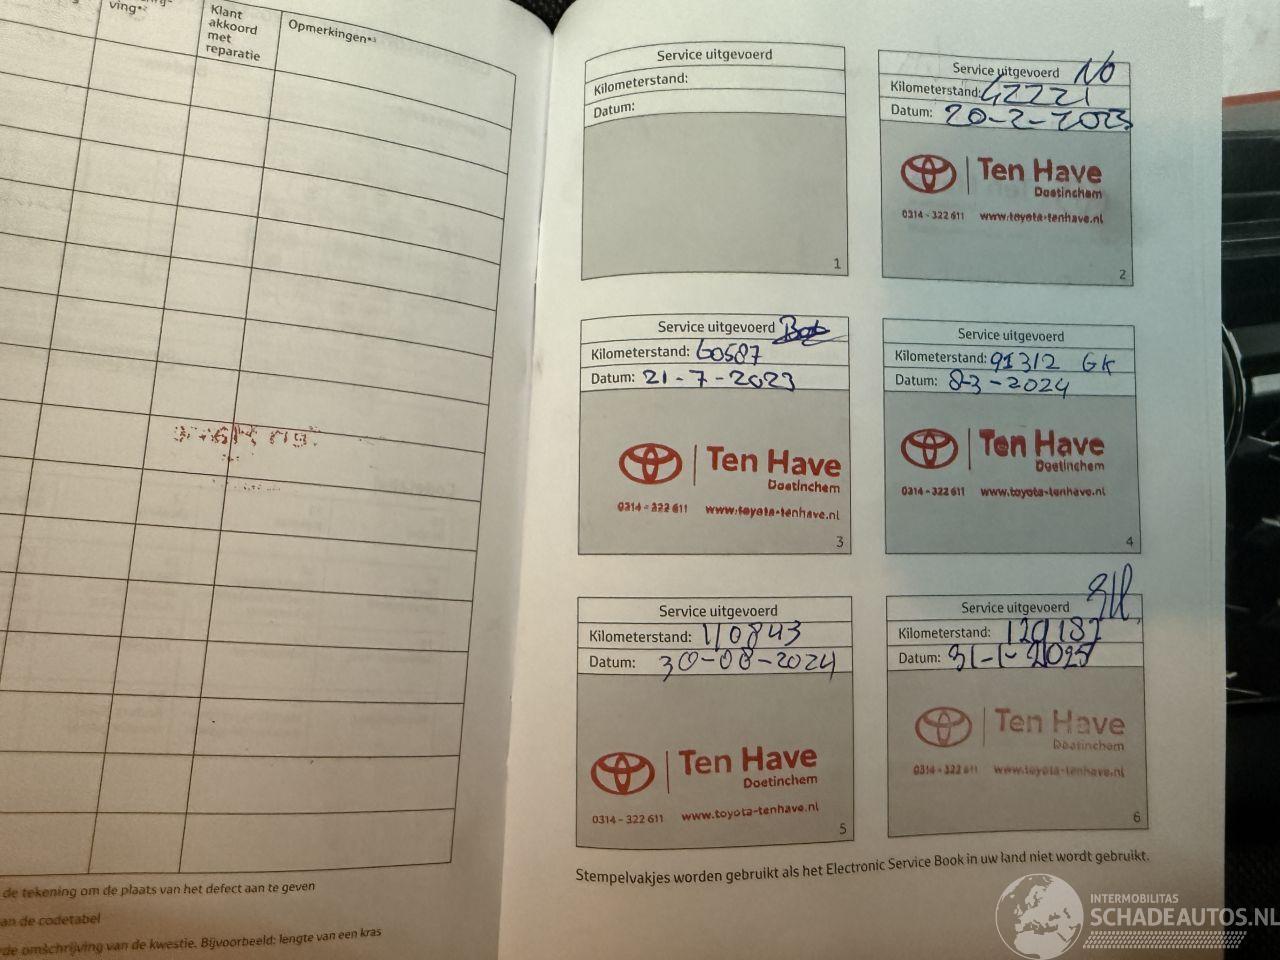 ving*²
Klant
akkoord
met
reparatie
Opmerkingen*³
de tekening om de plaats van het defect aan te geven
an de codetabel
de omschrijving van de kwestie. Bijvoorbeeld: lengte van een kras
Service uitgevoerd
Kilometerstand:
Datum:
1
Service uitgevoerd NO
Kilometerstand: 42221
Datum: 20-2-2023
Ten Have
Doetinchem
0314 - 322 611 www.toyota-tenhave.nl
2
Service uitgevoerd
Kilometerstand: 60587
Datum: 21-7-2023
Ten Have
Doetinchem
0314 - 322 611 www.toyota-tenhave.nl
3
Service uitgevoerd
Kilometerstand: 91312 GK
Datum: 8-3-2024
Ten Have
Doetinchem
0314 - 322 611 www.toyota-tenhave.nl
4
Service uitgevoerd
Kilometerstand: 110843
Datum: 30-08-2024
Ten Have
Doetinchem
0314 - 322 611 www.toyota-tenhave.nl
5
Service uitgevoerd
Kilometerstand: 129187
Datum: 31-1-2025
Ten Have
Doetinchem
0314 - 322 611 www.toyota-tenhave.nl
6
Stempelvakjes worden gebruikt als het Electronic Service Book in uw land niet wordt gebruikt.
INTERMOBILITAS
SCHADEAUTOS.NL